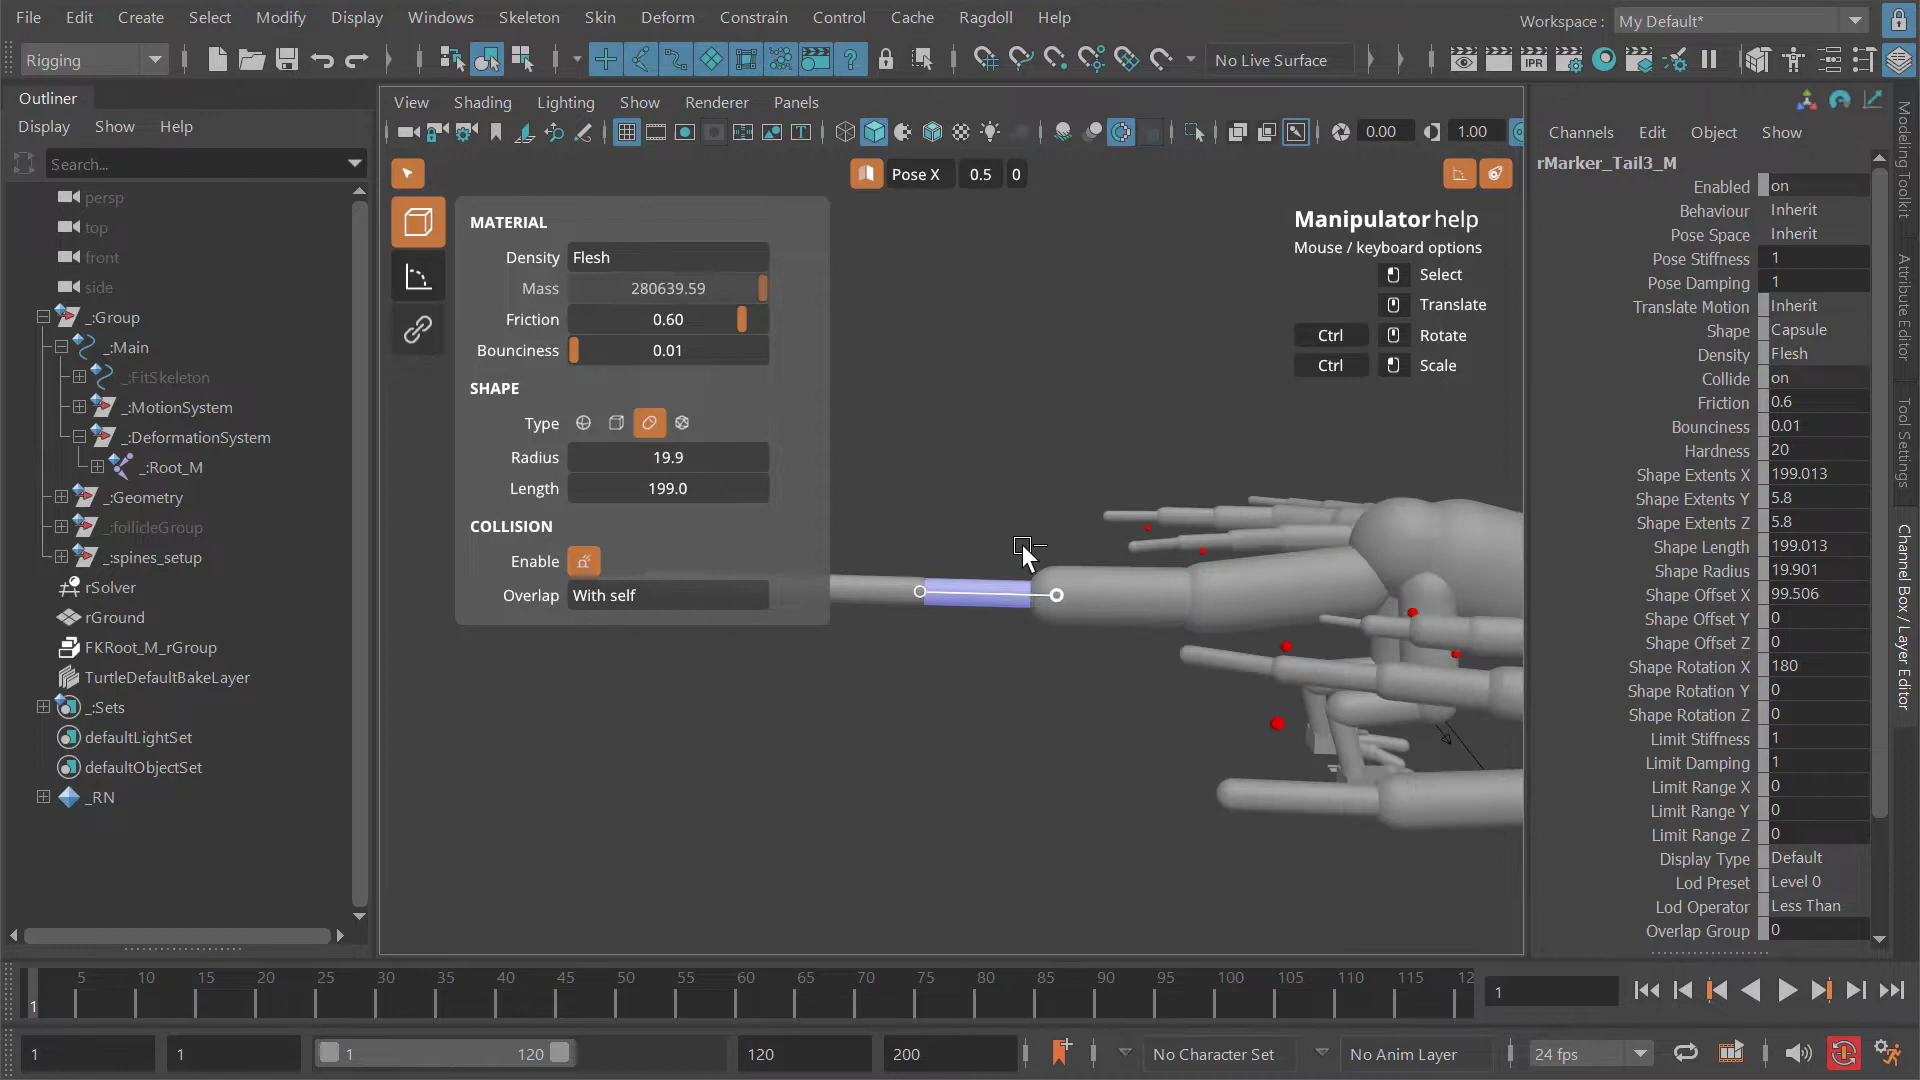 File Edit Create Select Modify Display Windows Skeleton Skin Deform Constrain Control Cache Ragdoll Help
Workspace : My Default*
Rigging
No Live Surface
IPR
Outliner
Display Show Help
Search...
persp
top
front
side
_:Group
_:Main
_:FitSkeleton
_:MotionSystem
_:DeformationSystem
_:Root_M
_:Geometry
_:follicleGroup
_:spines_setup
rSolver
rGround
FKRoot_M_rGroup
TurtleDefaultBakeLayer
_:Sets
defaultLightSet
defaultObjectSet
_RN
View Shading Lighting Show Renderer Panels
0.00 1.00
Pose X 0.5 0
MATERIAL
Density Flesh
Mass 280639.59
Friction 0.60
Bounciness 0.01
SHAPE
Type
Radius 19.9
Length 199.0
COLLISION
Enable
Overlap With self
Manipulator help
Mouse / keyboard options
Select
Translate
Ctrl Rotate
Ctrl Scale
Channels Edit Object Show
rMarker_Tail3_M
Enabled on
Behaviour Inherit
Pose Space Inherit
Pose Stiffness 1
Pose Damping 1
Translate Motion Inherit
Shape Capsule
Density Flesh
Collide on
Friction 0.6
Bounciness 0.01
Hardness 20
Shape Extents X 199.013
Shape Extents Y 5.8
Shape Extents Z 5.8
Shape Length 199.013
Shape Radius 19.901
Shape Offset X 99.506
Shape Offset Y 0
Shape Offset Z 0
Shape Rotation X 180
Shape Rotation Y 0
Shape Rotation Z 0
Limit Stiffness 1
Limit Damping 1
Limit Range X 0
Limit Range Y 0
Limit Range Z 0
Display Type Default
Lod Preset Level 0
Lod Operator Less Than
Overlap Group 0
Modeling Toolkit
Attribute Editor
Tool Settings
Channel Box / Layer Editor
5 10 15 20 25 30 35 40 45 50 55 60 65 70 75 80 85 90 95 100 105 110 115 12
1
1
1 1 1 120 120 200 No Character Set No Anim Layer 24 fps